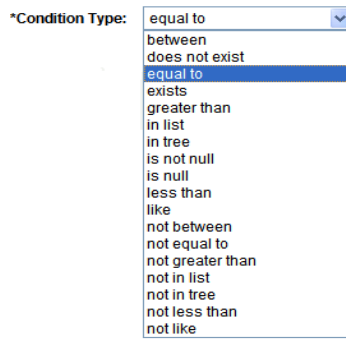 *Condition Type: equal to
between
does not exist
equal to
exists
greater than
in list
in tree
is not null
is null
less than
like
not between
not equal to
not greater than
not in list
not in tree
not less than
not like